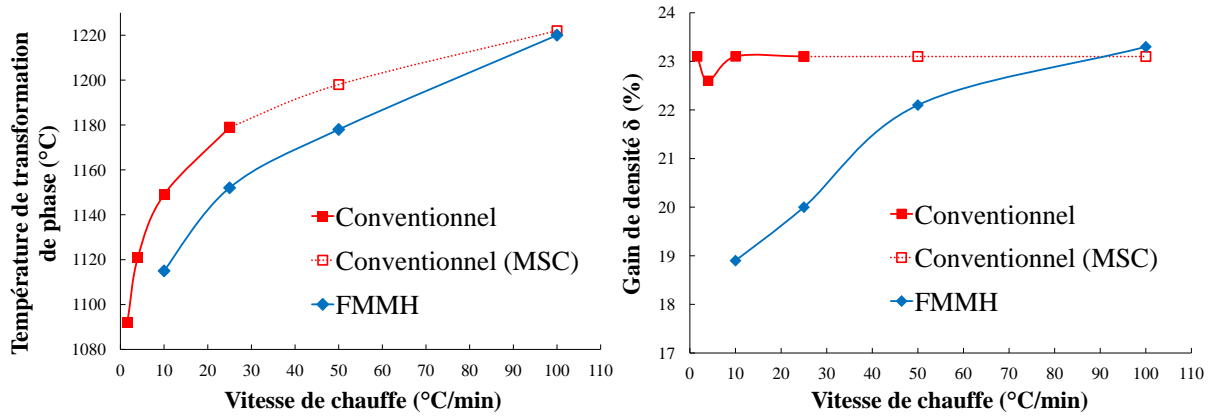 Température de transformation
de phase (°C)
1220
1200
1180
1160
1140
1120
1100
1080
0 10 20 30 40 50 60 70 80 90 100 110
Vitesse de chauffe (°C/min)
Conventionnel
Conventionnel (MSC)
FMMH
Gain de densité δ (%)
24
23
22
21
20
19
18
17
0 10 20 30 40 50 60 70 80 90 100 110
Vitesse de chauffe (°C/min)
Conventionnel
Conventionnel (MSC)
FMMH